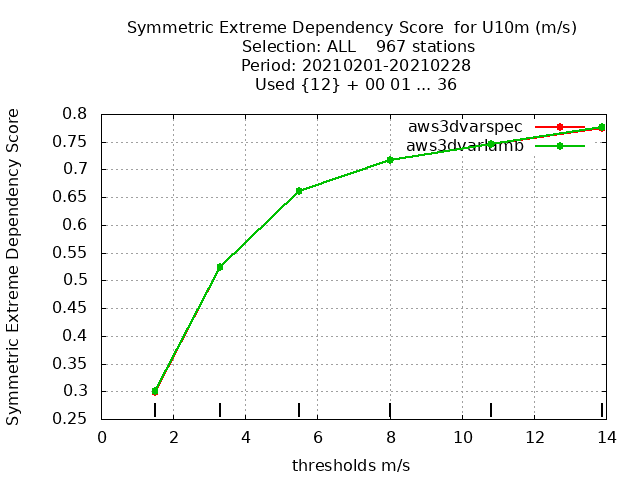 Symmetric Extreme Dependency Score  for U10m (m/s)
Selection: ALL    967 stations
Period: 20210201-20210228
Used {12} + 00 01 ... 36
Symmetric Extreme Dependency Score
0.8
0.75
0.7
0.65
0.6
0.55
0.5
0.45
0.4
0.35
0.3
0.25
aws3dvarspec
aws3dvarlamb
0 2 4 6 8 10 12 14
thresholds m/s